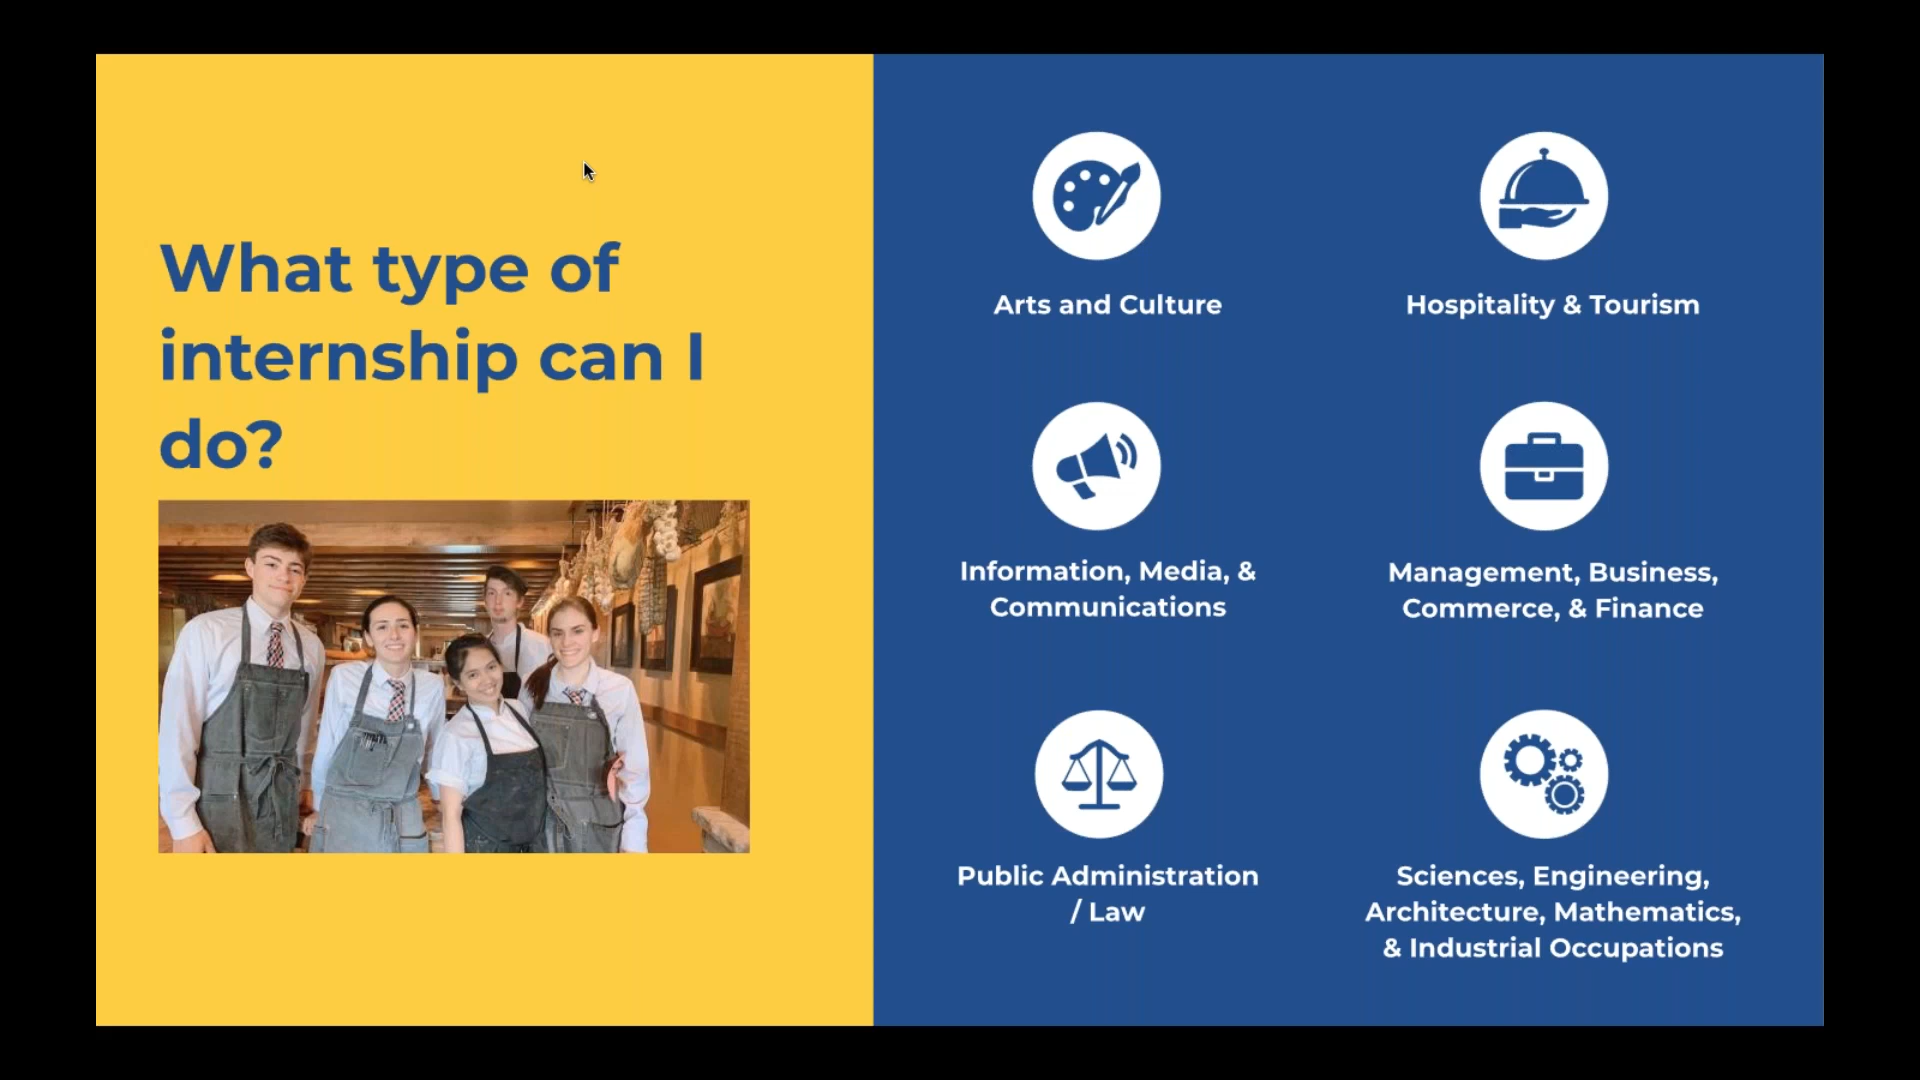 What type of
internship can I
do?
Arts and Culture
Hospitality & Tourism
Information, Media, &
Communications
Management, Business,
Commerce, & Finance
Public Administration
/ Law
Sciences, Engineering,
Architecture, Mathematics,
& Industrial Occupations